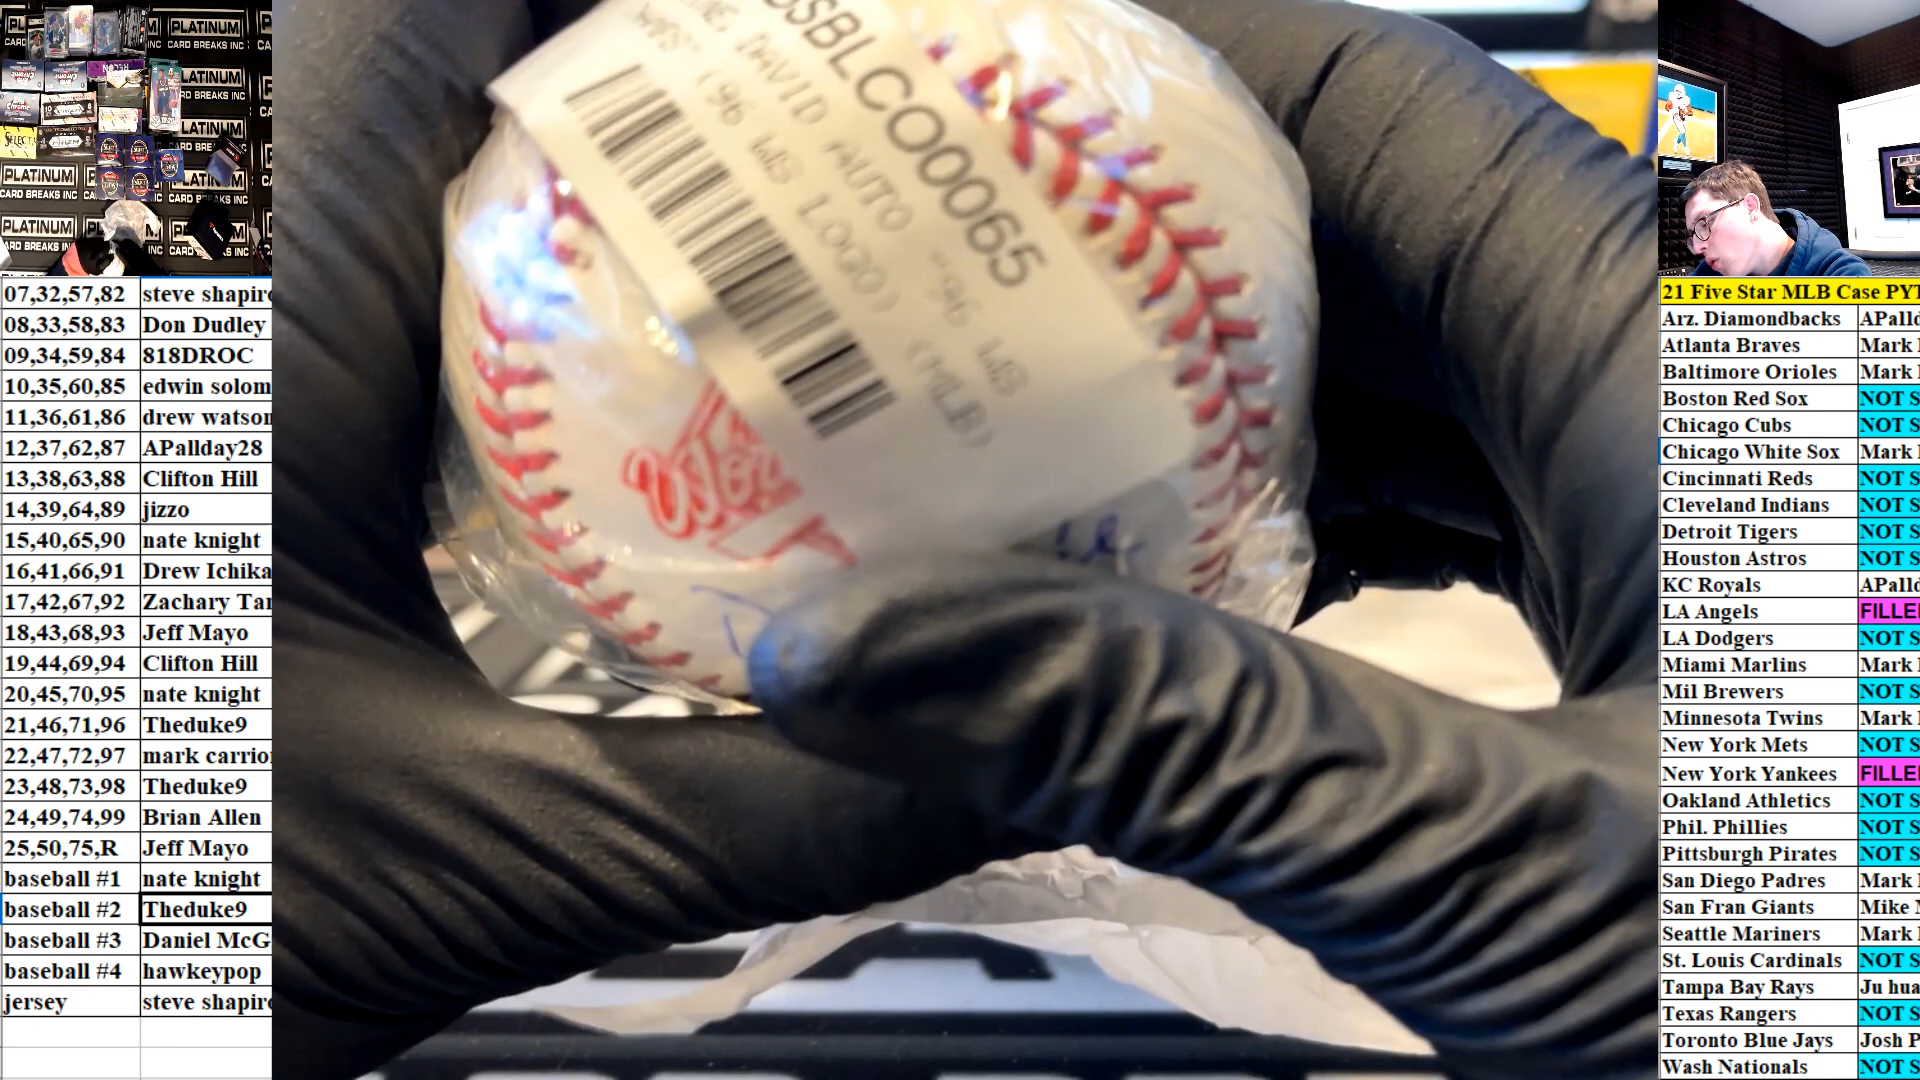 PLATINUM
CARD BREAKS INC
07,32,57,82 steve shapiro
08,33,58,83 Don Dudley
09,34,59,84 818DROC
10,35,60,85 edwin solom
11,36,61,86 drew watson
12,37,62,87 APallday28
13,38,63,88 Clifton Hill
14,39,64,89 jizzo
15,40,65,90 nate knight
16,41,66,91 Drew Ichika
17,42,67,92 Zachary Tar
18,43,68,93 Jeff Mayo
19,44,69,94 Clifton Hill
20,45,70,95 nate knight
21,46,71,96 Theduke9
22,47,72,97 mark carrio
23,48,73,98 Theduke9
24,49,74,99 Brian Allen
25,50,75,R Jeff Mayo
baseball #1 nate knight
baseball #2 Theduke9
baseball #3 Daniel McG
baseball #4 hawkeypop
jersey steve shapiro
SBLCO00065
LOGO)
'96 WS
(MLB)
21 Five Star MLB Case PYT
Arz. Diamondbacks APalld
Atlanta Braves Mark
Baltimore Orioles Mark
Boston Red Sox NOT S
Chicago Cubs NOT S
Chicago White Sox Mark
Cincinnati Reds NOT S
Cleveland Indians NOT S
Detroit Tigers NOT S
Houston Astros NOT S
KC Royals APalld
LA Angels FILLE
LA Dodgers NOT S
Miami Marlins Mark
Mil Brewers NOT S
Minnesota Twins Mark
New York Mets NOT S
New York Yankees FILLE
Oakland Athletics NOT S
Phil. Phillies NOT S
Pittsburgh Pirates NOT S
San Diego Padres Mark
San Fran Giants Mike
Seattle Mariners Mark
St. Louis Cardinals NOT S
Tampa Bay Rays Ju hua
Texas Rangers NOT S
Toronto Blue Jays Josh P
Wash Nationals NOT S